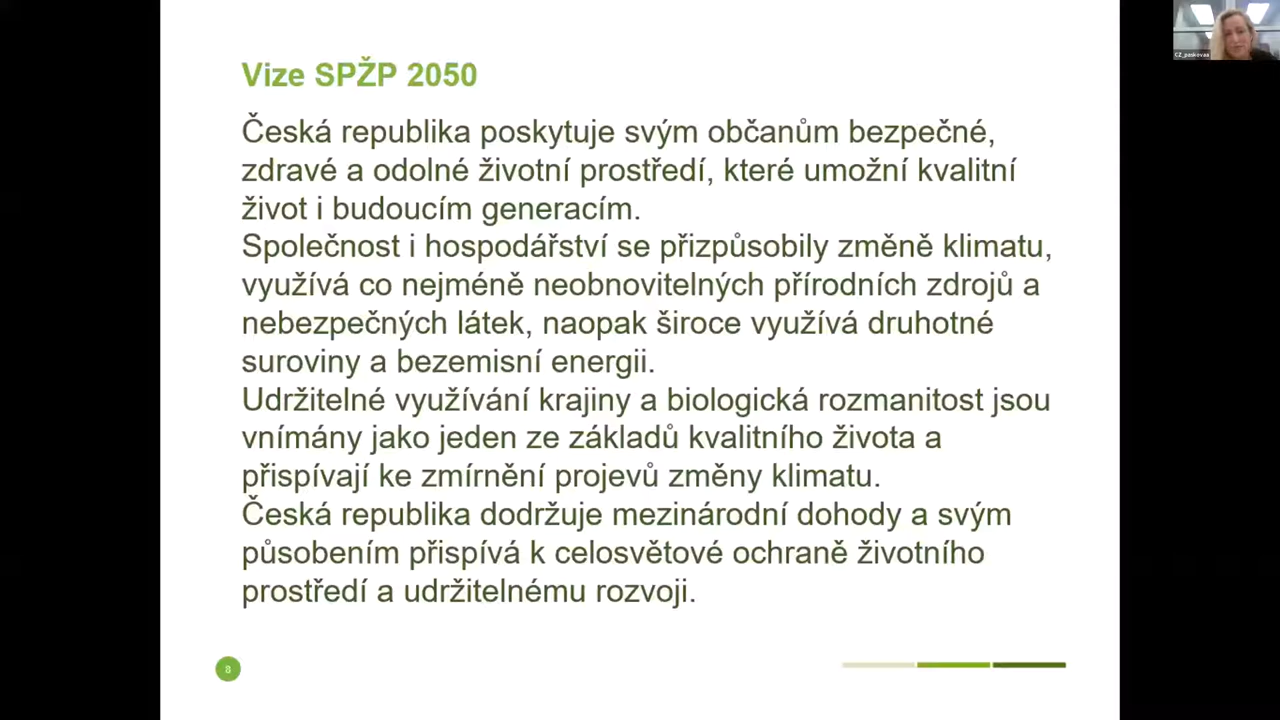 Vize SPŽP 2050
Česká republika poskytuje svým občanům bezpečné,
zdravé a odolné životní prostředí, které umožní kvalitní
život i budoucím generacím.
Společnost i hospodářství se přizpůsobily změně klimatu,
využívá co nejméně neobnovitelných přírodních zdrojů a
nebezpečných látek, naopak široce využívá druhotné
suroviny a bezemisní energii.
Udržitelné využívání krajiny a biologická rozmanitost jsou
vnímány jako jeden ze základů kvalitního života a
přispívají ke zmírnění projevů změny klimatu.
Česká republika dodržuje mezinárodní dohody a svým
působením přispívá k celosvětové ochraně životního
prostředí a udržitelnému rozvoji.
8